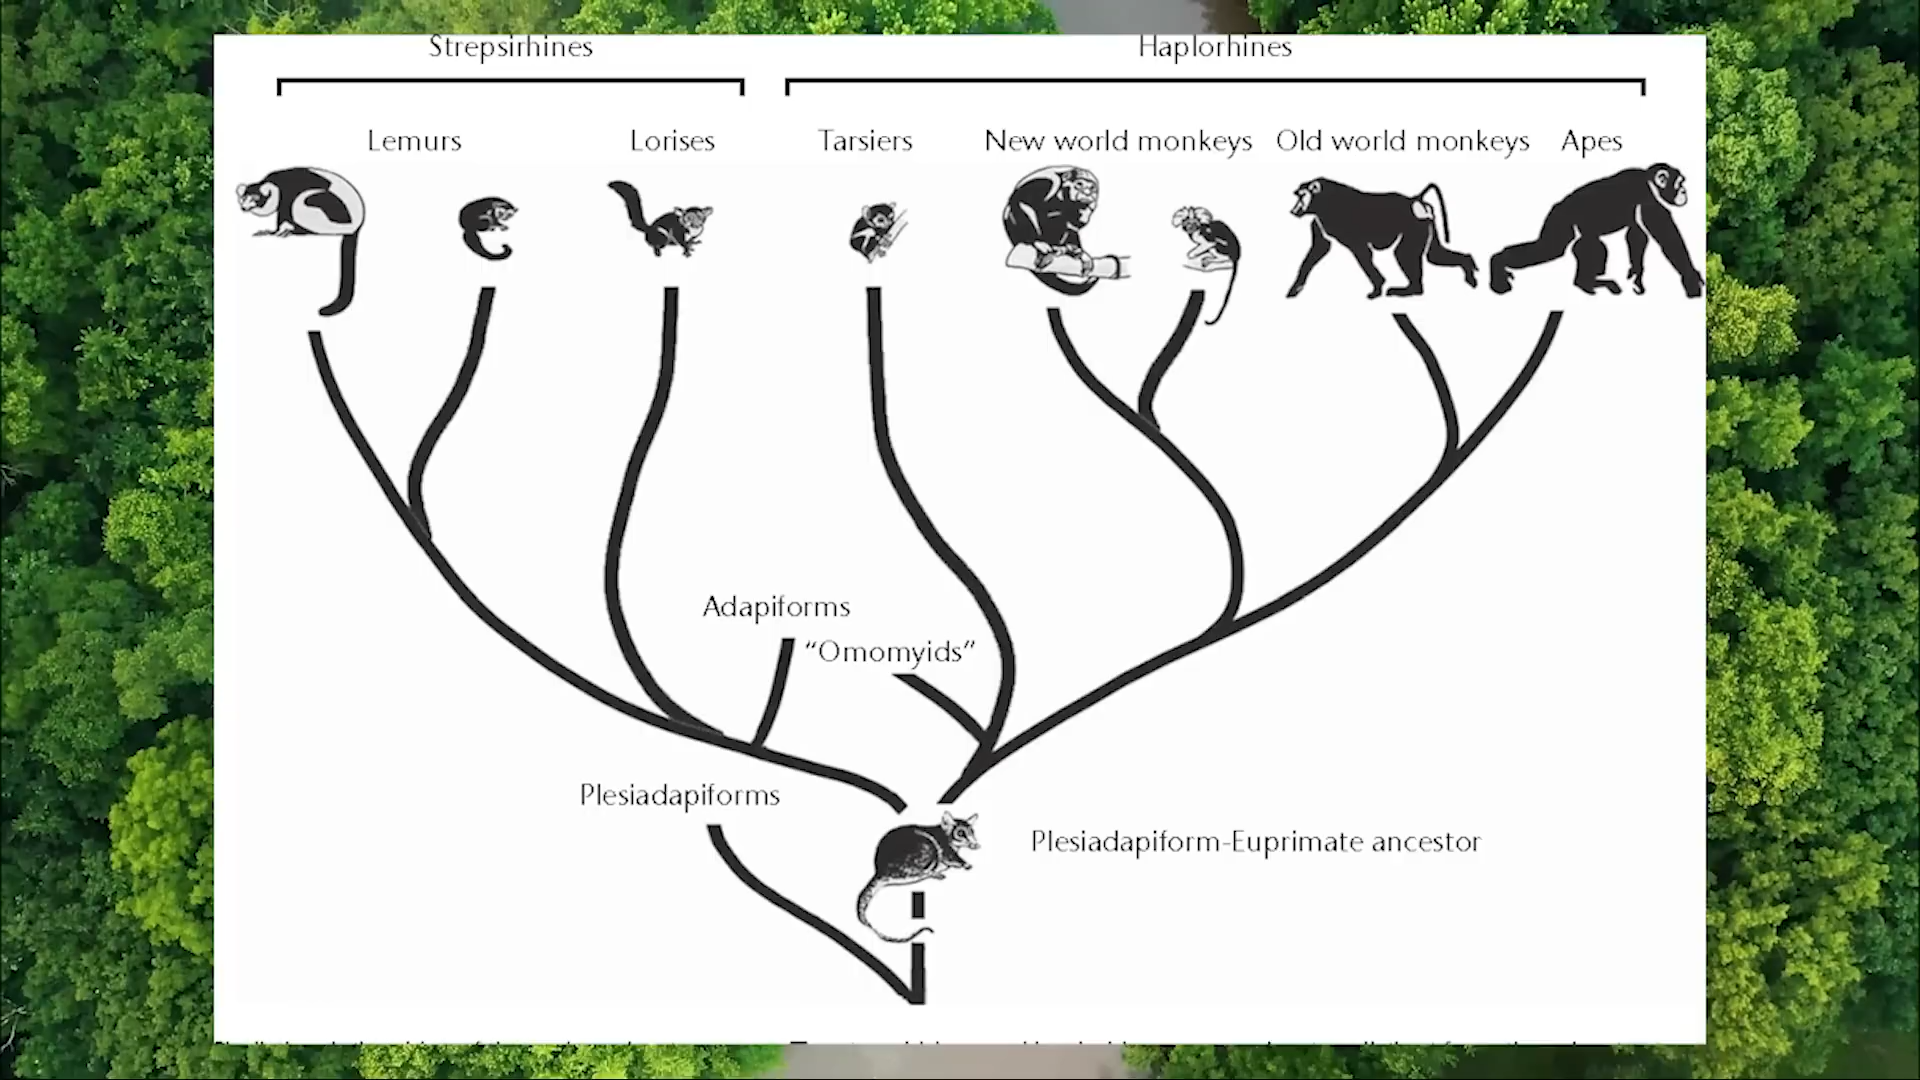 Strepsirhines
Haplorhines
Lemurs
Lorises
Tarsiers
New world monkeys
Old world monkeys
Apes
Adapiforms
“Omomyids”
Plesiadapiforms
Plesiadapiform-Euprimate ancestor